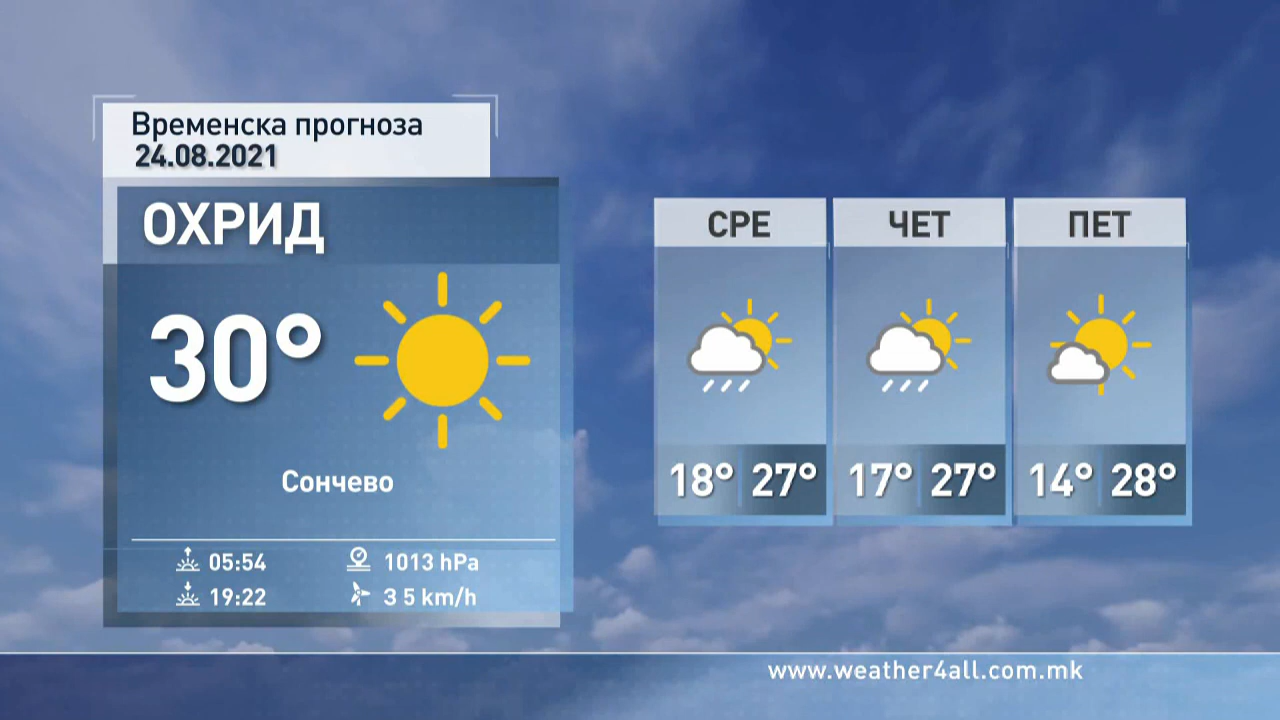 Временска прогноза
24.08.2021
ОХРИД
30°
Сончево
05:54
1013 hPa
19:22
З 5 km/h
СРЕ
ЧЕТ
ПЕТ
18° 27°
17° 27°
14° 28°
www.weather4all.com.mk